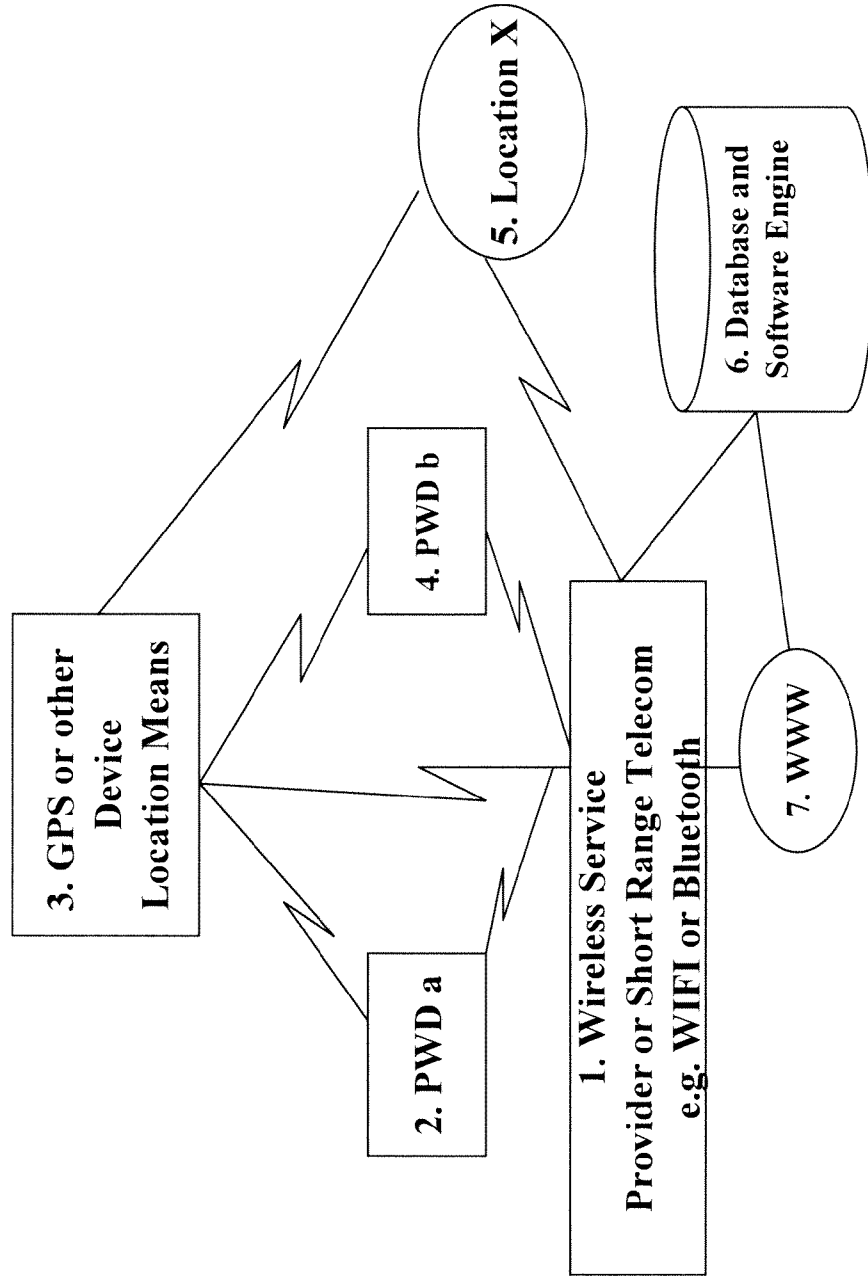 3. GPS or other
Device
Location Means
2. PWD a
4. PWD b
5. Location X
1. Wireless Service
Provider or Short Range Telecom
e.g. WIFI or Bluetooth
6. Database and
Software Engine
7. WWW